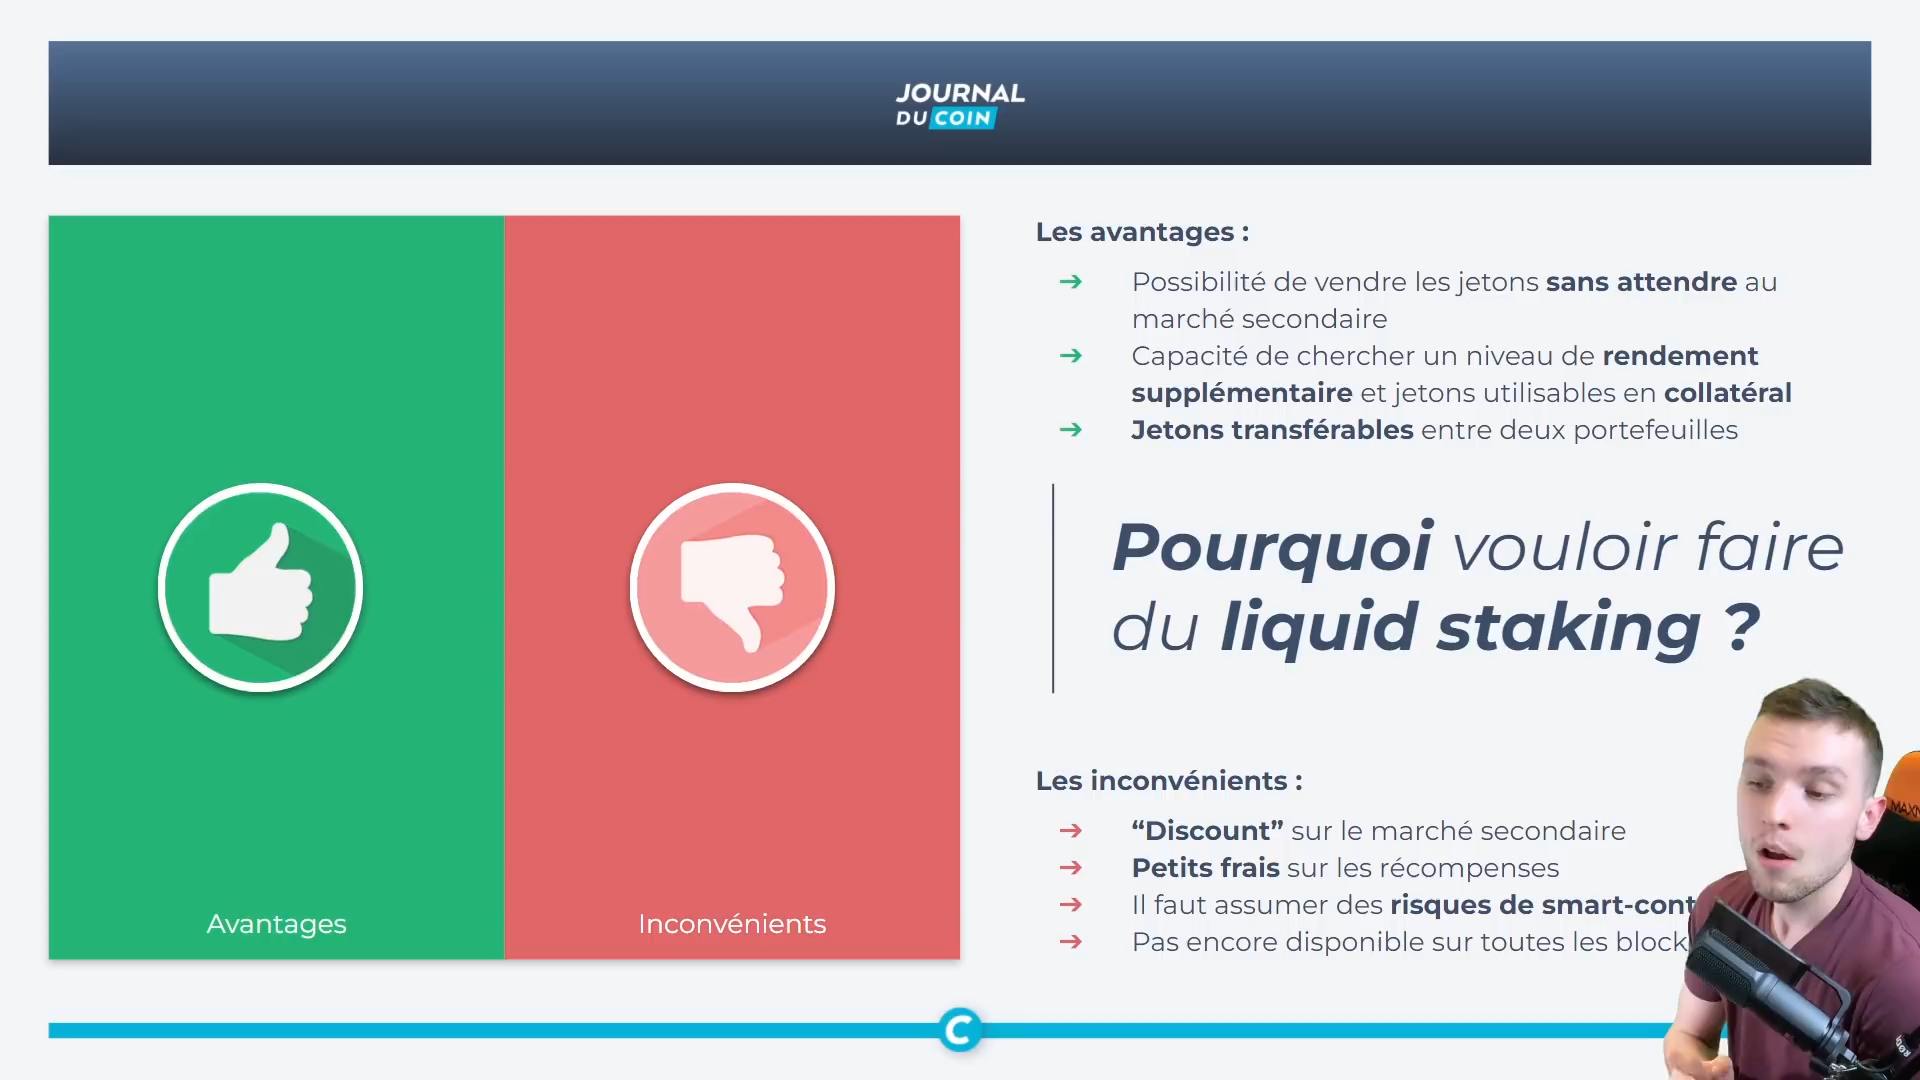 JOURNAL
DU COIN
Les avantages :
➔ Possibilité de vendre les jetons sans attendre au
marché secondaire
➔ Capacité de chercher un niveau de rendement
supplémentaire et jetons utilisables en collatéral
➔ Jetons transférables entre deux portefeuilles
Pourquoi vouloir faire
du liquid staking ?
Les inconvénients :
➔ “Discount” sur le marché secondaire
➔ Petits frais sur les récompenses
➔ Il faut assumer des risques de smart-cont
➔ Pas encore disponible sur toutes les block
Avantages
Inconvénients
C